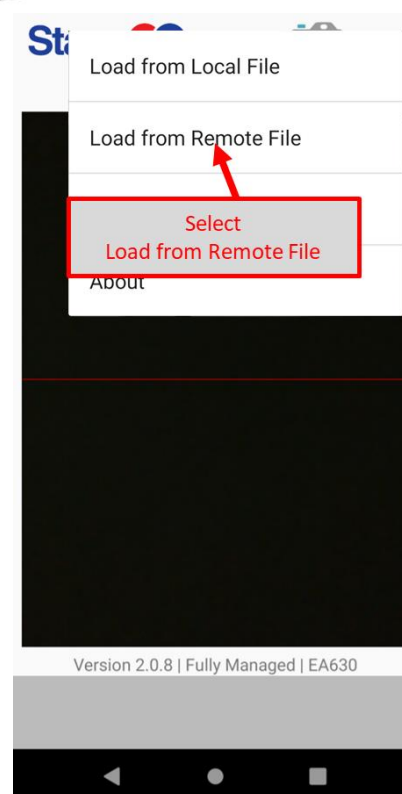 Sta
Load from Local File
Load from Remote File
Select
Load from Remote File
About
Version 2.0.8 | Fully Managed | EA630